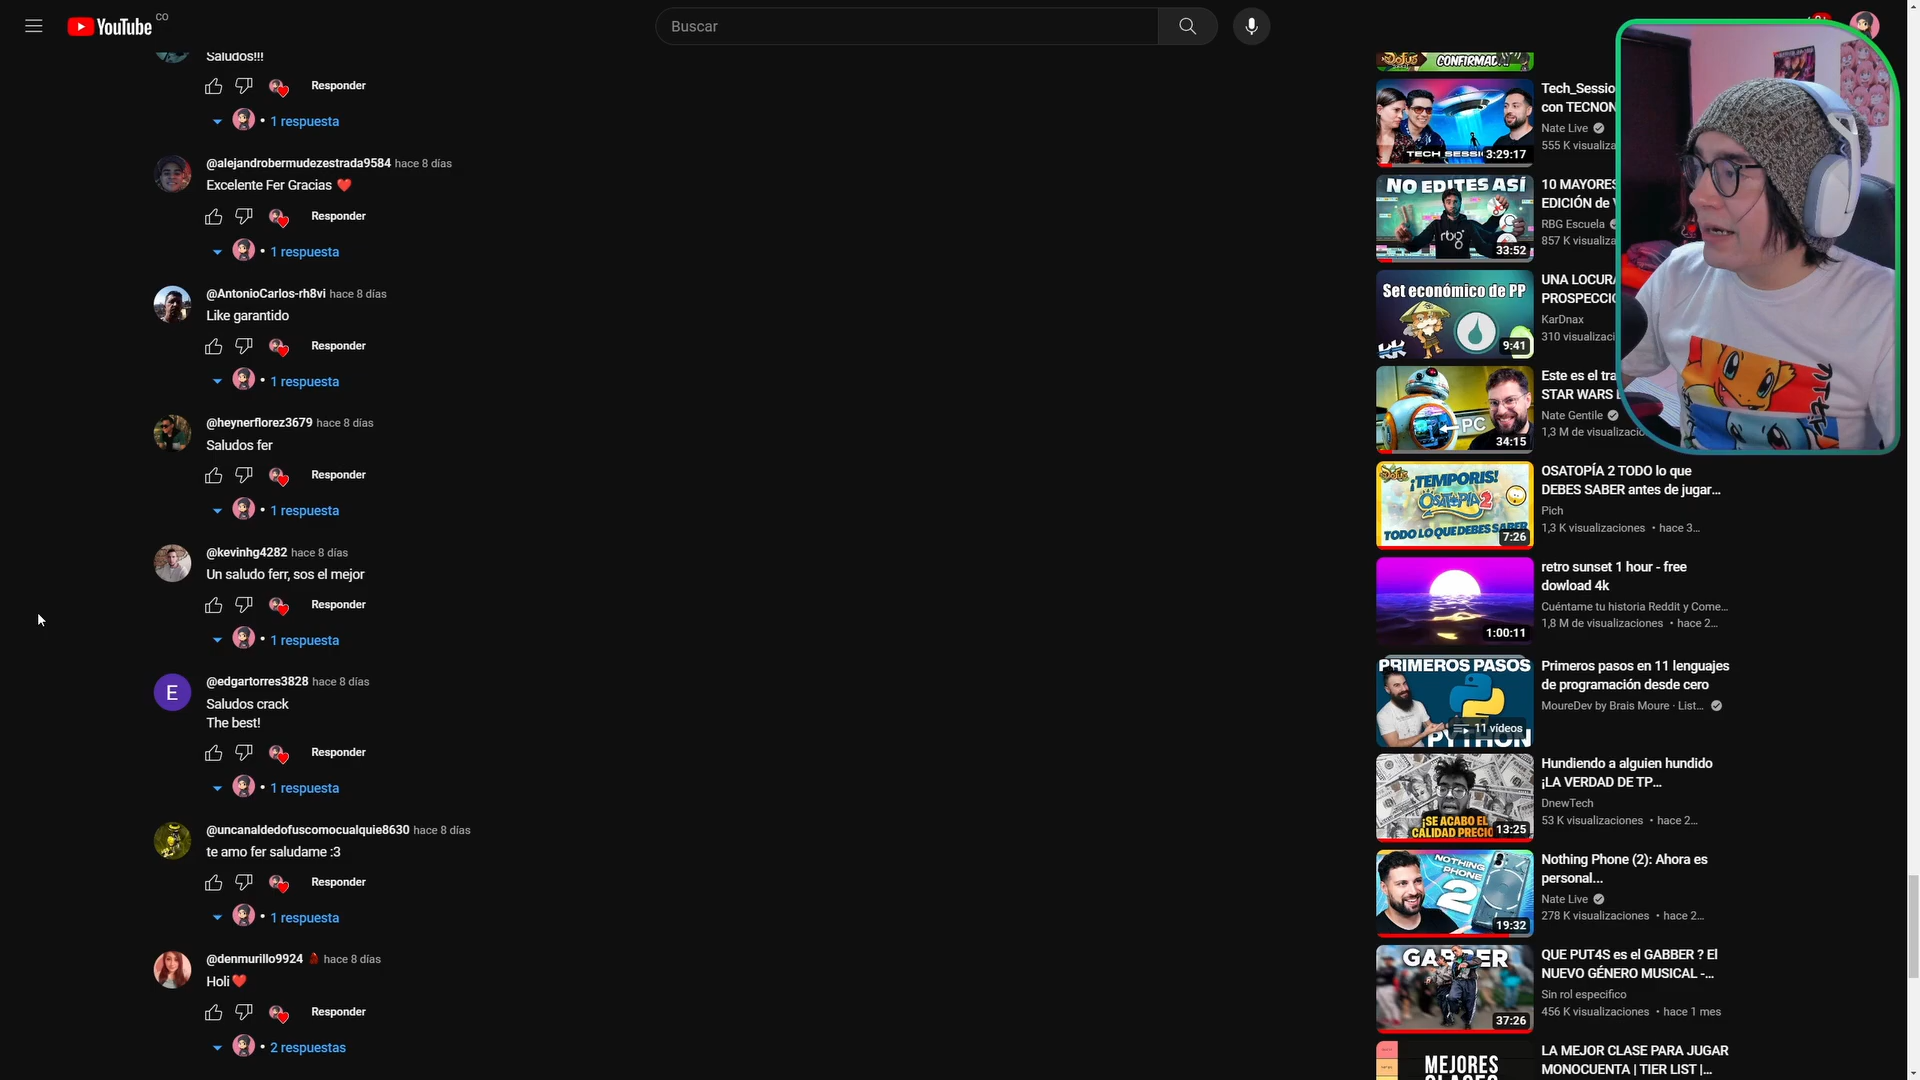 YouTube CO
Buscar
Saludos!!!
Responder
• 1 respuesta
@alejandrobermudezestrada9584 hace 8 días
Excelente Fer Gracias ❤️
Responder
• 1 respuesta
@AntonioCarlos-rh8vi hace 8 días
Like garantido
Responder
• 1 respuesta
@heynerflorez3679 hace 8 días
Saludos fer
Responder
• 1 respuesta
@kevinhg4282 hace 8 días
Un saludo ferr, sos el mejor
Responder
• 1 respuesta
E
@edgartorres3828 hace 8 días
Saludos crack
The best!
Responder
• 1 respuesta
@uncanaldedofuscomocualquie8630 hace 8 días
te amo fer saludame :3
Responder
• 1 respuesta
@denmurillo9924 hace 8 días
Holi❤️
Responder
• 2 respuestas
DOFUS
CONFIRMAD
TECH SESSI
3:29:17
Tech_Sessio
con TECNON
Nate Live
555 K visualiza
NO EDITES ASÍ
rbg
33:52
10 MAYORES
EDICIÓN de
RBG Escuela
857 K visualiza
Set económico de PP
KK
9:41
UNA LOCURA
PROSPECCIO
KarDnax
310 visualizaci
PC
34:15
Este es el tra
STAR WARS
Nate Gentile
1,3 M de visualizacio
DOFUS
¡TEMPORIS!
OSATOPIA 2
TODO LO QUE DEBES SABER
7:26
OSATOPÍA 2 TODO lo que
DEBES SABER antes de jugar...
Pich
1,3 K visualizaciones • hace 3...
1:00:11
retro sunset 1 hour - free
dowload 4k
Cuéntame tu historia Reddit y Come...
1,8 M de visualizaciones • hace 2...
PRIMEROS PASOS
11 vídeos
PYTHON
Primeros pasos en 11 lenguajes
de programación desde cero
MoureDev by Brais Moure · List...
¡SE ACABO EL
CALIDAD PRECIO
13:25
Hundiendo a alguien hundido
¡LA VERDAD DE TP...
DnewTech
53 K visualizaciones • hace 2...
NOTHING
PHONE
2
19:32
Nothing Phone (2): Ahora es
personal...
Nate Live
278 K visualizaciones • hace 2...
GABBER
37:26
QUE PUT4S es el GABBER ? El
NUEVO GÉNERO MUSICAL -...
Sin rol especifico
456 K visualizaciones • hace 1 mes
MEJORES
CLASES
LA MEJOR CLASE PARA JUGAR
MONOCUENTA | TIER LIST |...